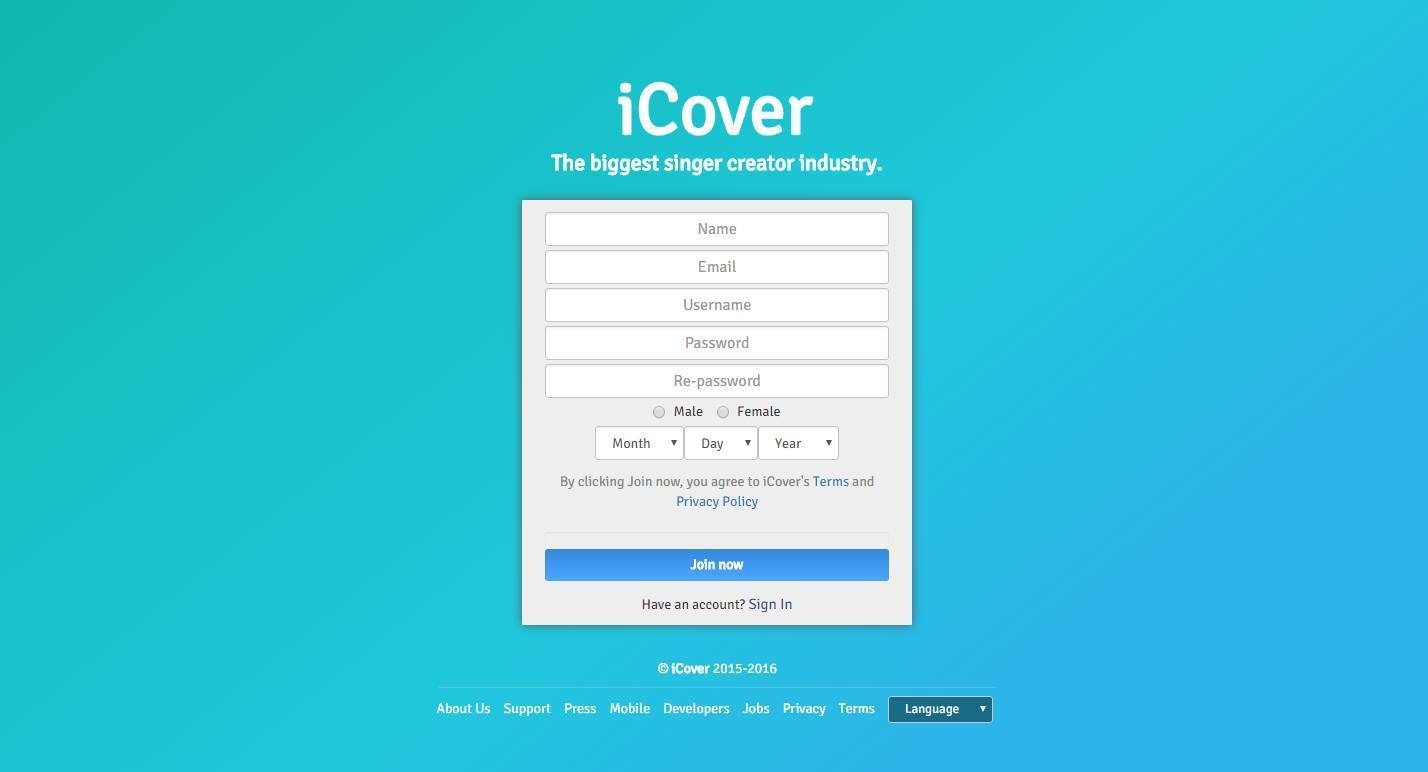 iCover
The biggest singer creator industry.
Name
Email
Username
Password
Re-password
Male Female
Month Day Year
By clicking Join now, you agree to iCover's Terms and
Privacy Policy
Join now
Have an account? Sign In
© iCover 2015-2016
About Us Support Press Mobile Developers Jobs Privacy Terms Language